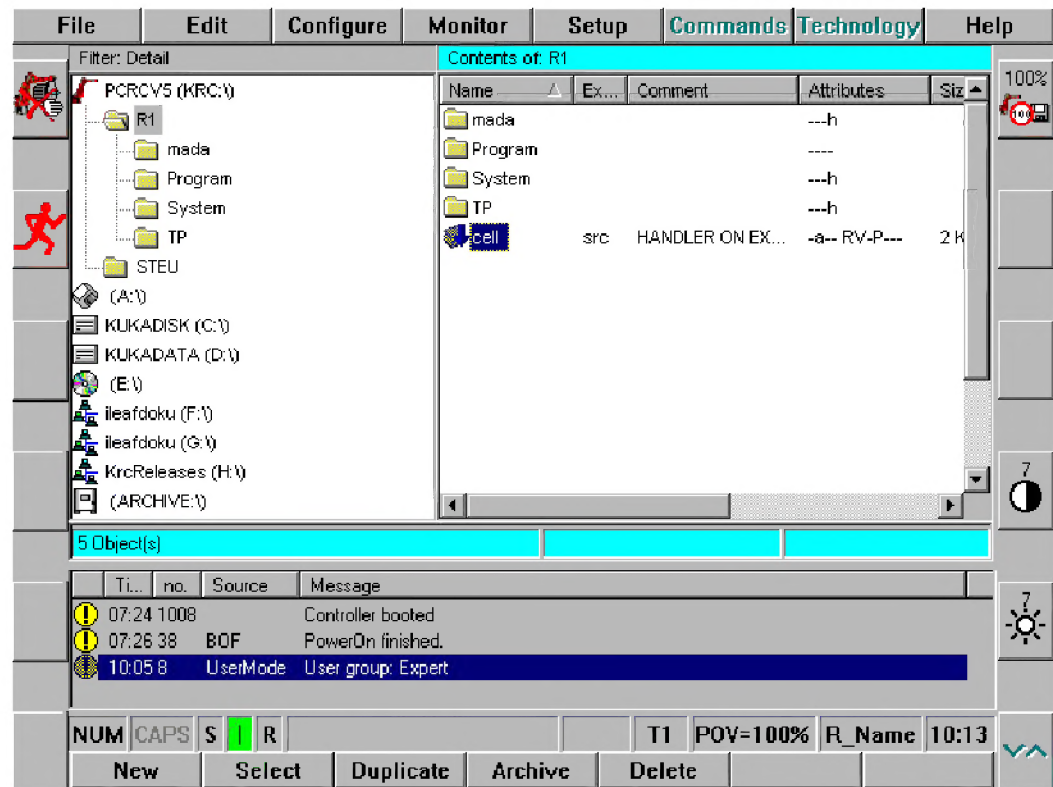 File Edit Configure Monitor Setup Commands Technology Help
Filter: Detail
Contents of: R1
PCRCV5 (KRC:\)
R1
mada
Program
System
TP
STEU
(A:\)
KUKADISK (C:\)
KUKADATA (D:\)
(E:\)
ileafdoku (F:\)
ileafdoku (G:\)
KrcReleases (H:\)
(ARCHIVE:\)
Name Ex... Comment Attributes Siz
mada ---h
Program ----
System ---h
TP ---h
cell src HANDLER ON EX... -a-- RV-P--- 2 K
100%
100
7
7
5 Object(s)
Ti... no. Source Message
07:24 1008 Controller booted
07:26 38 BOF PowerOn finished.
10:05 8 UserMode User group: Expert
NUM CAPS S I R T1 POV=100% R_Name 10:13
New Select Duplicate Archive Delete